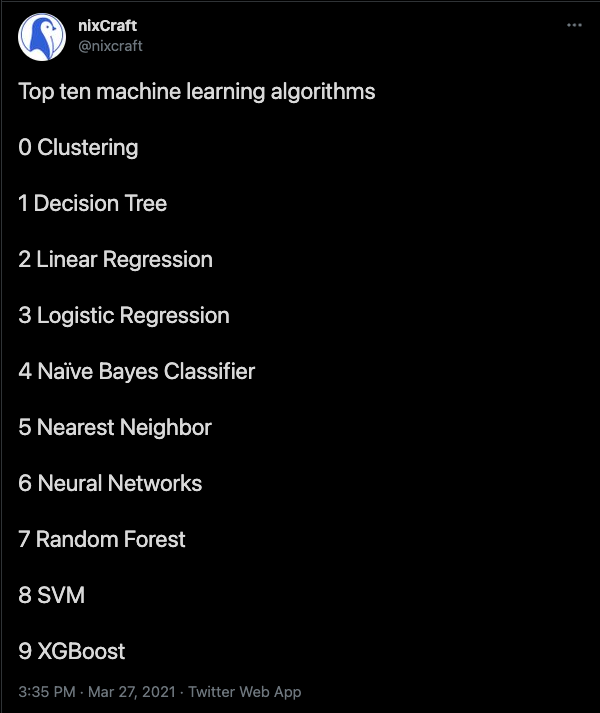 nixCraft
@nixcraft
Top ten machine learning algorithms
0 Clustering
1 Decision Tree
2 Linear Regression
3 Logistic Regression
4 Naïve Bayes Classifier
5 Nearest Neighbor
6 Neural Networks
7 Random Forest
8 SVM
9 XGBoost
3:35 PM · Mar 27, 2021 · Twitter Web App